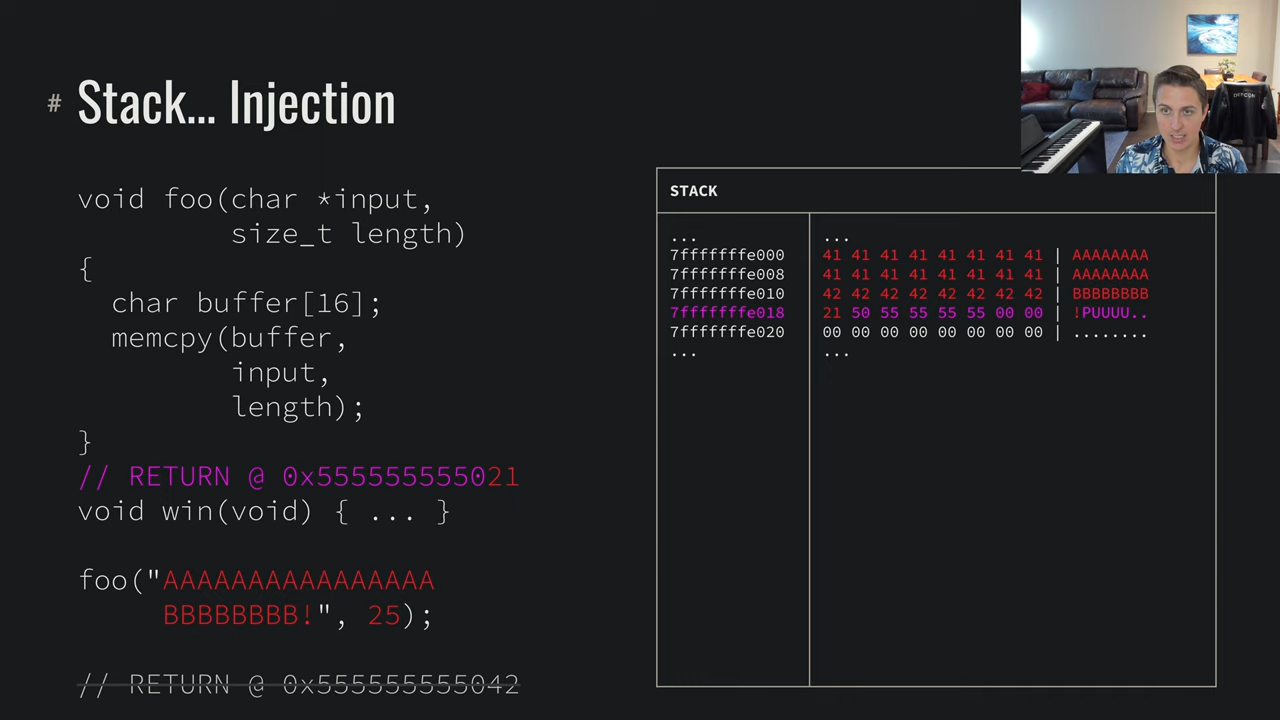 # Stack... Injection
void foo(char *input,
size_t length)
{
char buffer[16];
memcpy(buffer,
input,
length);
}
// RETURN @ 0x555555555021
void win(void) { ... }
foo("AAAAAAAAAAAAAAAA
BBBBBBBB!", 25);
// RETURN @ 0x555555555042
DEFCON
STACK
... ...
7fffffffe000 41 41 41 41 41 41 41 41 | AAAAAAAA
7fffffffe008 41 41 41 41 41 41 41 41 | AAAAAAAA
7fffffffe010 42 42 42 42 42 42 42 42 | BBBBBBBB
7fffffffe018 21 50 55 55 55 55 00 00 | !PUUUU..
7fffffffe020 00 00 00 00 00 00 00 00 | ........
... ...